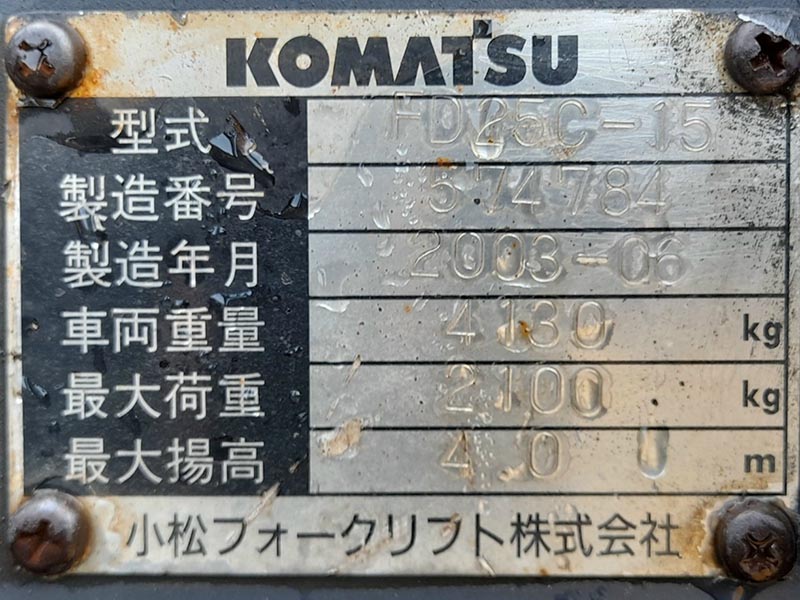 KOMATSU
型式 FD25C-15
製造番号 574784
製造年月 2003-06
車両重量 4130 kg
最大荷重 2100 kg
最大揚高 4.0 m
小松フォークリフト株式会社